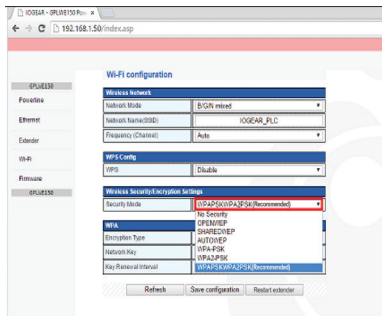 IOGEAR - GPLWE150 Pow
192.168.1.50/index.asp
Wi-Fi configuration
GPLWE150
Powerline
Ethernet
Extender
Wi-Fi
Firmware
GPLWE150
Wireless Network
Network Mode
B/G/N mixed
Network Name(SSID)
IOGEAR_PLC
Frequency (Channel)
Auto
WPS Config
WPS
Disable
Wireless Security/Encryption Settings
Security Mode
WPAPSKWPA2PSK(Recommended)
No Security
OPENWEP
SHAREDWEP
AUTOWEP
WPA-PSK
WPA2-PSK
WPAPSKWPA2PSK(Recommended)
WPA
Encryption Type
Network Key
Key Renewal Interval
Refresh
Save configuration
Restart extender